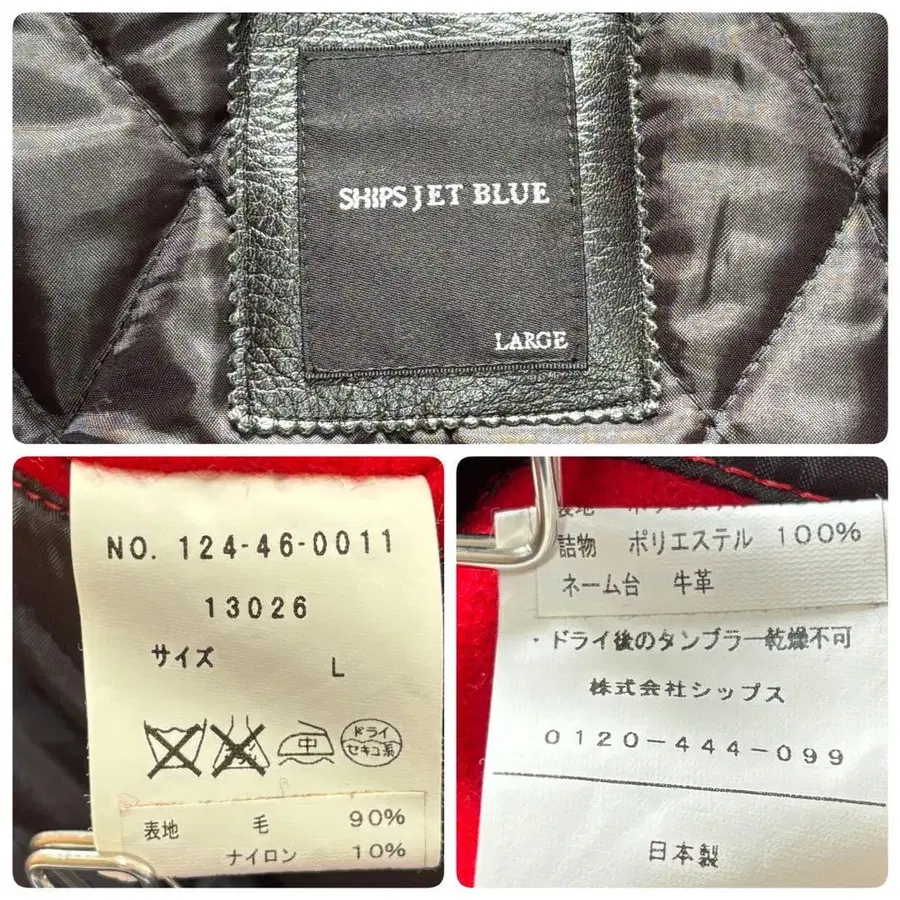 SHIPS JET BLUE
LARGE
NO. 124-46-0011
13026
サイズ L
中
ドライ
セキユ系
表地 毛 90%
ナイロン 10%
詰物 ポリエステル 100%
ネーム台 牛革
・ドライ後のタンブラー乾燥不可
株式会社シップス
0120-444-099
日本製